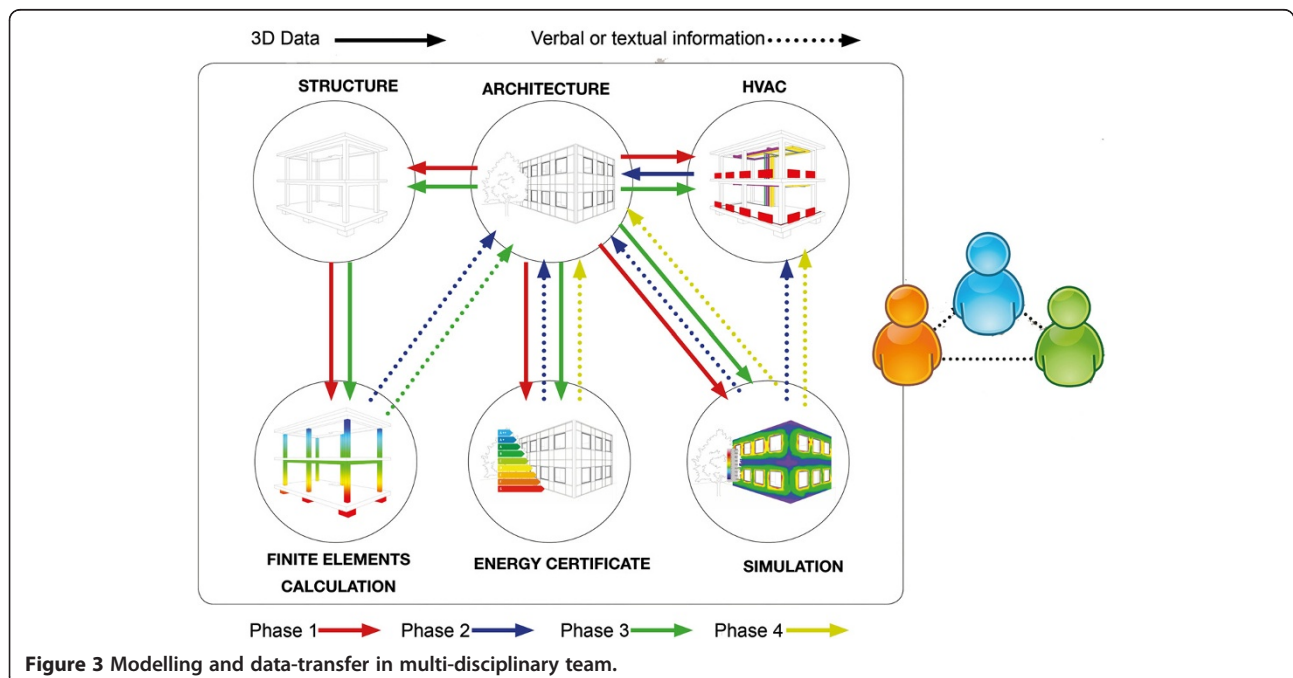 3D Data
Verbal or textual information
STRUCTURE
ARCHITECTURE
HVAC
FINITE ELEMENTS
CALCULATION
ENERGY CERTIFICATE
SIMULATION
Phase 1
Phase 2
Phase 3
Phase 4
Figure 3 Modelling and data-transfer in multi-disciplinary team.